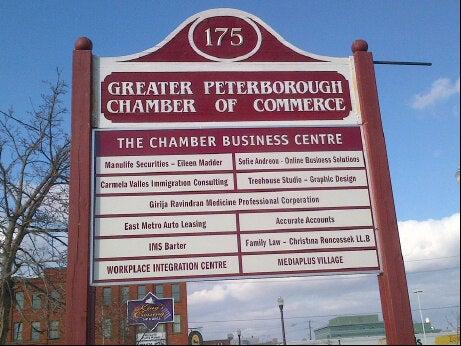 175
GREATER PETERBOROUGH
CHAMBER OF COMMERCE
THE CHAMBER BUSINESS CENTRE
Manulife Securities – Eileen Madder
Sofie Andreou - Online Business Solutions
Carmela Valles Immigration Consulting
Treehouse Studio – Graphic Design
Girija Ravindran Medicine Professional Corporation
East Metro Auto Leasing
Accurate Accounts
IMS Barter
Family Law – Christina Roncossek LL.B
WORKPLACE INTEGRATION CENTRE
MEDIAPLUS VILLAGE